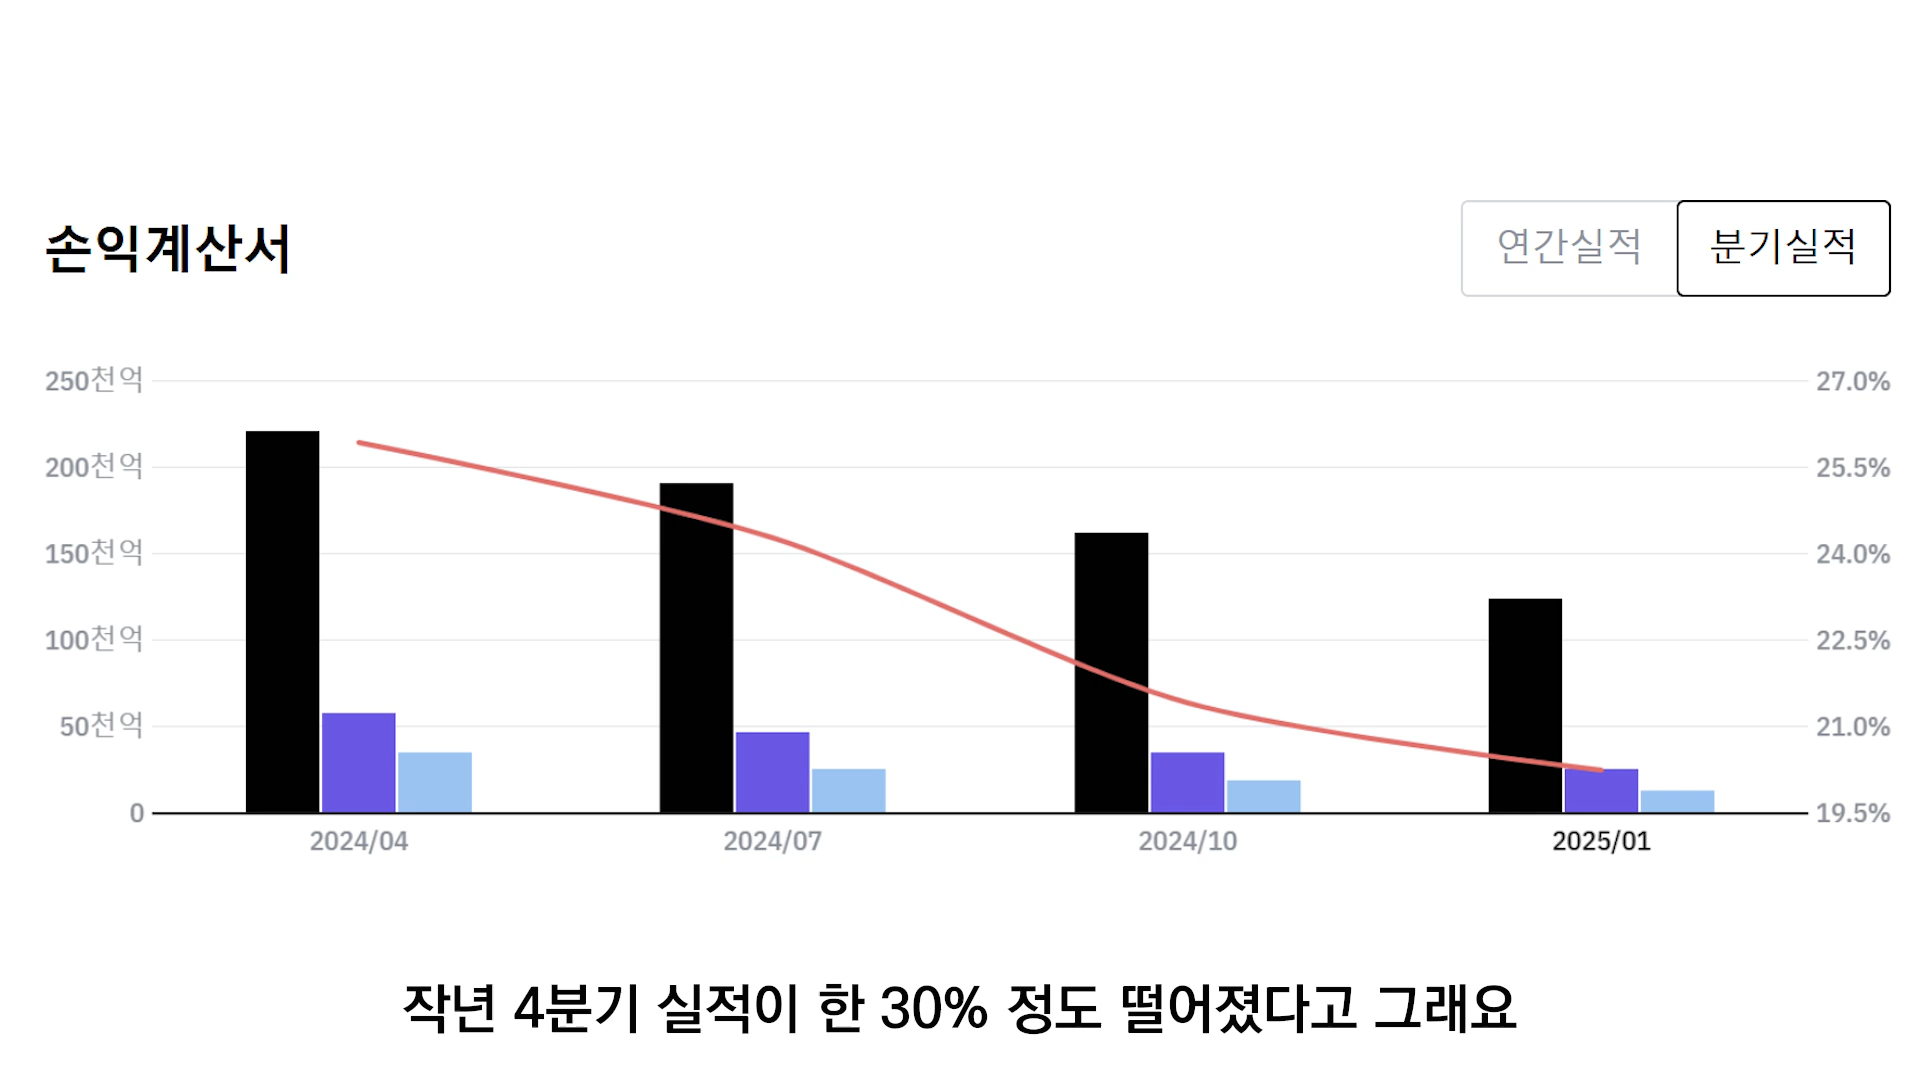 손익계산서
연간실적 분기실적
250천억 27.0%
200천억 25.5%
150천억 24.0%
100천억 22.5%
50천억 21.0%
0 19.5%
2024/04 2024/07 2024/10 2025/01
작년 4분기 실적이 한 30% 정도 떨어졌다고 그래요